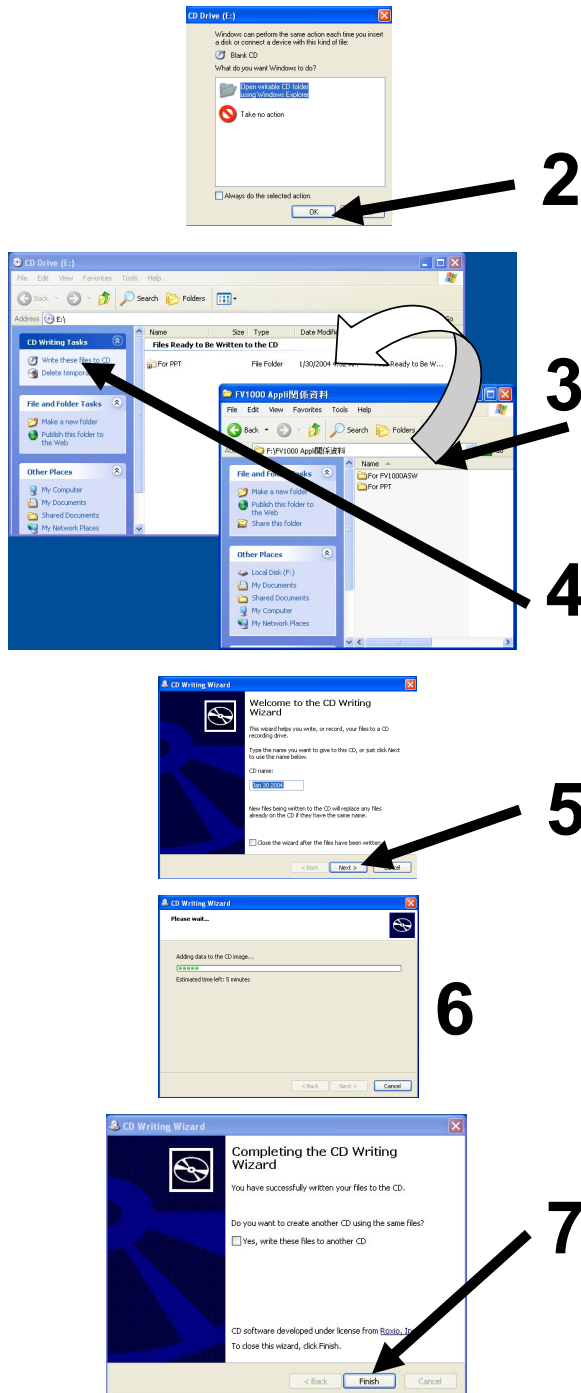 CD Drive (E:)
Windows can perform the same action each time you insert
a disk or connect a device with this kind of file:
Blank CD
What do you want Windows to do?
Open writable CD folder
using Windows Explorer
Take no action
Always do the selected action.
OK
2
CD Drive (E:)
File Edit View Favorites Tools Help
Back Search Folders
Address E:\
Name Size Type Date Modified
CD Writing Tasks
Write these files to CD
Delete temporary
Files Ready to Be Written to the CD
For PPT File Folder 1/30/2004 Ready to Be W...
File and Folder Tasks
Make a new folder
Publish this folder to
the Web
Other Places
My Computer
My Documents
Shared Documents
My Network Places
3
FV1000 Appli関係資料
File Edit View Favorites Tools Help
Back Search Folders
F:\FV1000 Appli関係資料
Name
For FV1000ASW
For PPT
File and Folder Tasks
Make a new folder
Publish this folder to
the Web
Share this folder
Other Places
Local Disk (F:)
My Documents
Shared Documents
My Computer
My Network Places
4
CD Writing Wizard
Welcome to the CD Writing
Wizard
This wizard helps you write, or record, your files to a CD
recording drive.
Type the name you want to give to this CD, or just click Next
to use the name below.
CD name:
Jan 30 2004
New files being written to the CD will replace any files
already on the CD if they have the same name.
Close the wizard after the files have been written
< Back Next > Cancel
5
CD Writing Wizard
Please wait...
Adding data to the CD image...
Estimated time left: 5 minutes
< Back Next > Cancel
6
CD Writing Wizard
Completing the CD Writing
Wizard
You have successfully written your files to the CD.
Do you want to create another CD using the same files?
Yes, write these files to another CD
CD software developed under license from Roxio, Inc
To close this wizard, click Finish.
< Back Finish Cancel
7